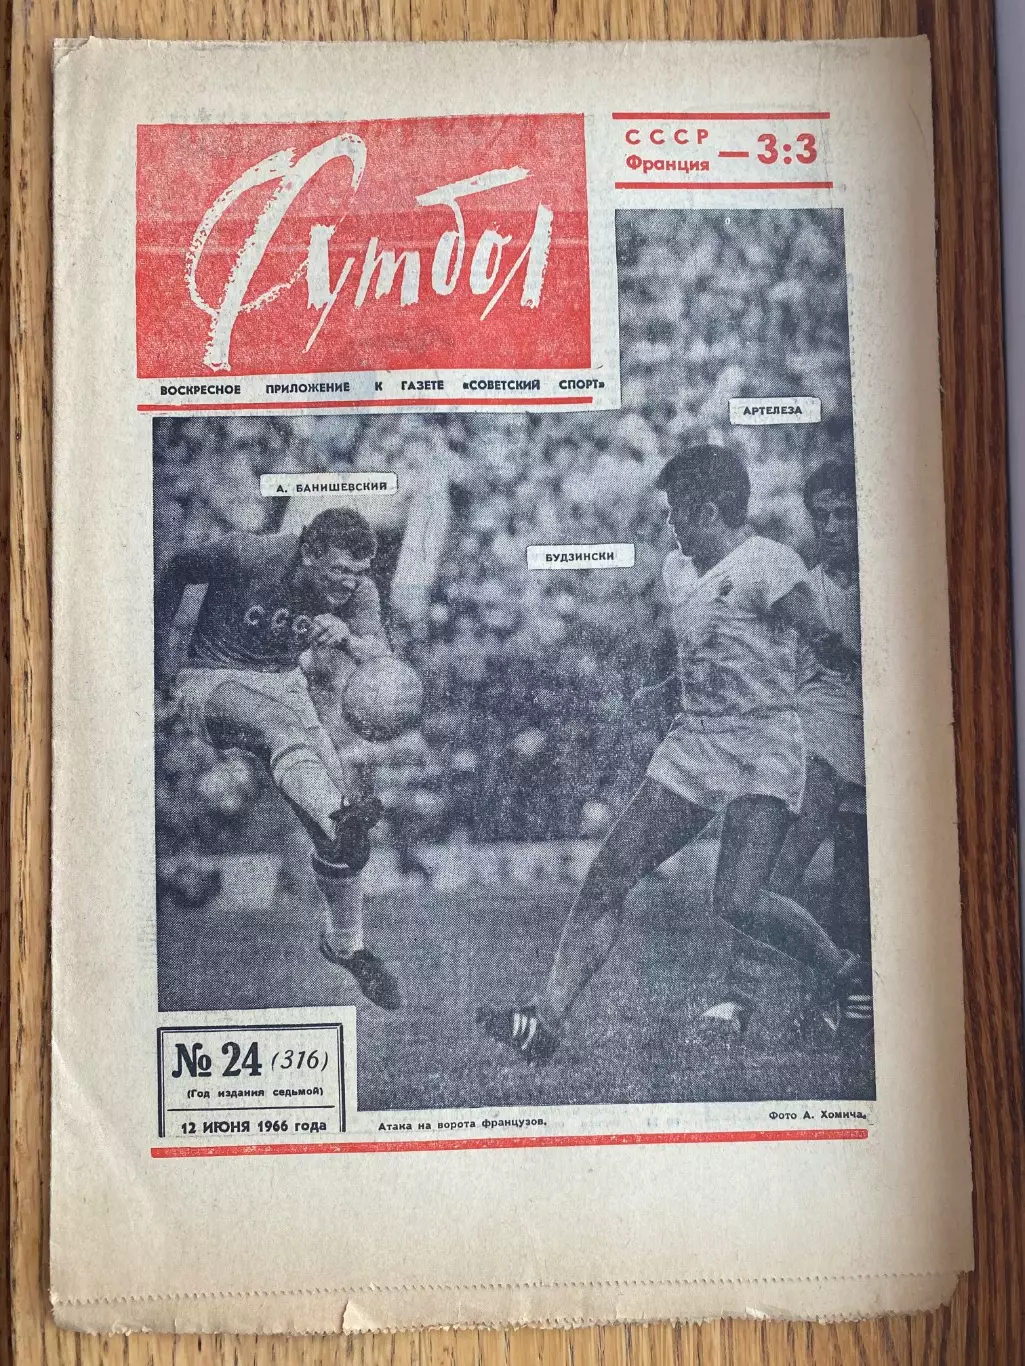 Футбол
СССР
Франция — 3:3
ВОСКРЕСНОЕ ПРИЛОЖЕНИЕ К ГАЗЕТЕ «СОВЕТСКИЙ СПОРТ»
АРТЕЛЕЗА
А. БАНИШЕВСКИЙ
БУДЗИНСКИ
СССР
№ 24 (316)
(Год издания седьмой)
12 ИЮНЯ 1966 года
Атака на ворота французов.
Фото А. Хомича.